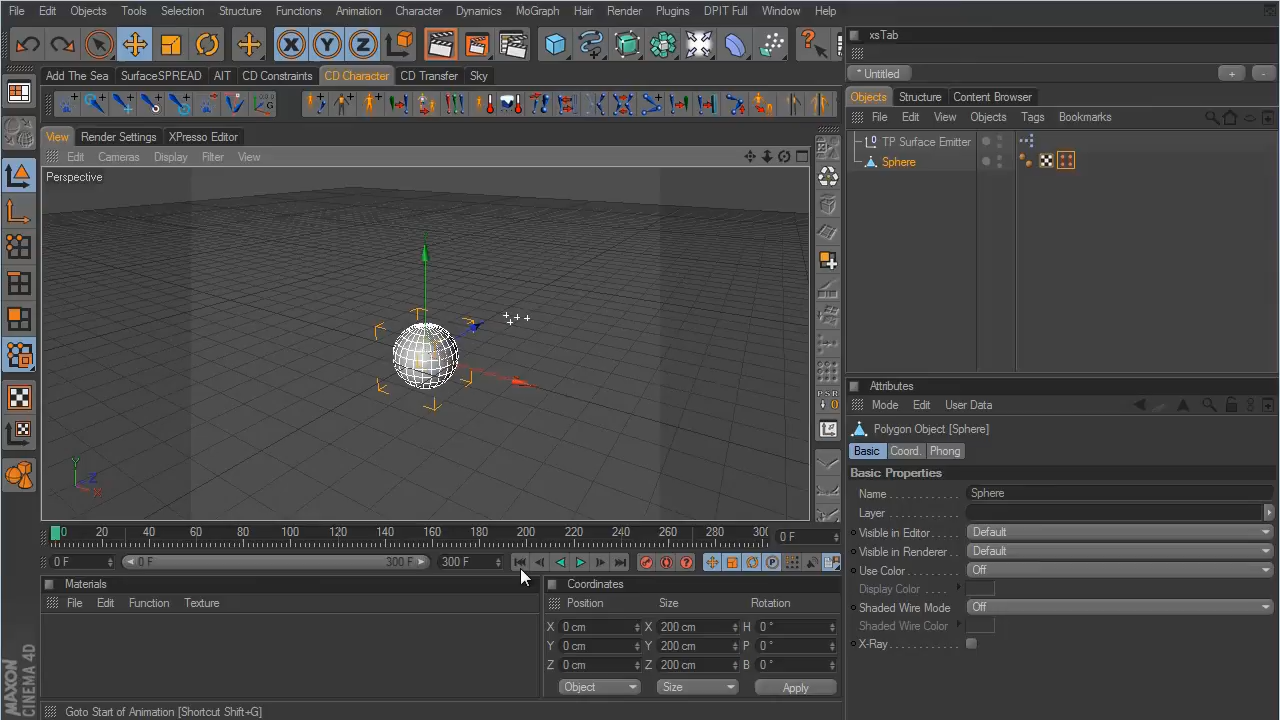 File Edit Objects Tools Selection Structure Functions Animation Character Dynamics MoGraph Hair Render Plugins DPIT Full Window Help
Add The Sea SurfaceSPREAD AIT CD Constraints CD Character CD Transfer Sky
View Render Settings XPresso Editor
Edit Cameras Display Filter View
Perspective
Y
Z
X
0 20 40 60 80 100 120 140 160 180 200 220 240 260 280 300 0 F
0 F 0 F 300 F 300 F
Materials
File Edit Function Texture
Coordinates
Position Size Rotation
X 0 cm X 200 cm H 0 °
Y 0 cm Y 200 cm P 0 °
Z 0 cm Z 200 cm B 0 °
Object Size Apply
MAXON
CINEMA 4D
Goto Start of Animation [Shortcut Shift+G]
PSR
0
xsTab
* Untitled + -
Objects Structure Content Browser
File Edit View Objects Tags Bookmarks
TP Surface Emitter
Sphere
Attributes
Mode Edit User Data
Polygon Object [Sphere]
Basic Coord. Phong
Basic Properties
Name Sphere
Layer
Visible in Editor Default
Visible in Renderer Default
Use Color Off
Display Color
Shaded Wire Mode Off
Shaded Wire Color
X-Ray